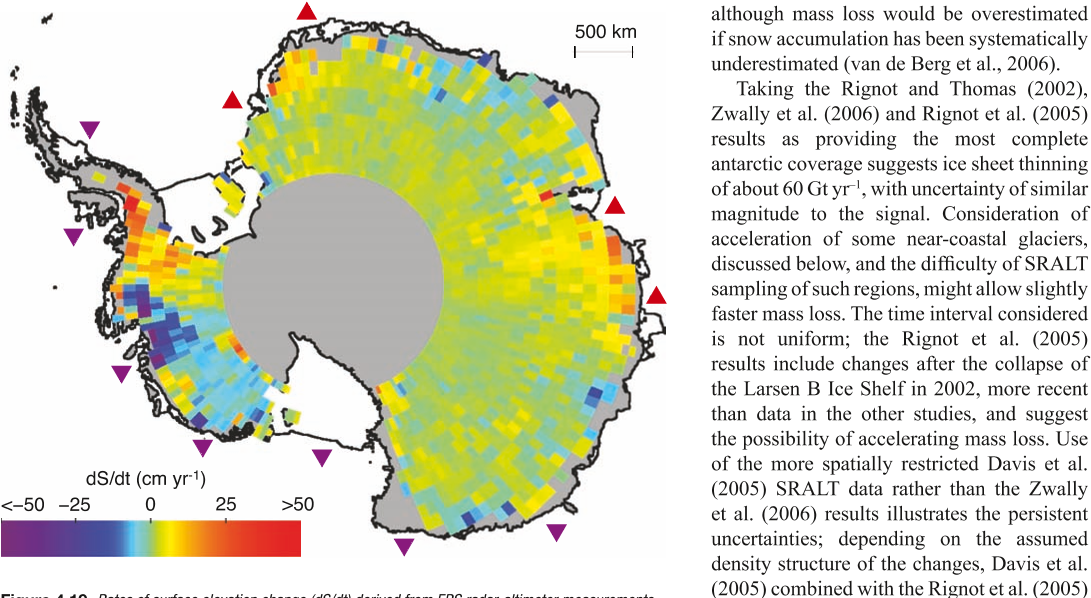 500 km
dS/dt (cm yr⁻¹)
<–50 –25 0 25 >50
Figure 4.19. Rates of surface elevation change (dS/dt) derived from ERS radar-altimeter measurements
although mass loss would be overestimated
if snow accumulation has been systematically
underestimated (van de Berg et al., 2006).
Taking the Rignot and Thomas (2002),
Zwally et al. (2006) and Rignot et al. (2005)
results as providing the most complete
antarctic coverage suggests ice sheet thinning
of about 60 Gt yr⁻¹, with uncertainty of similar
magnitude to the signal. Consideration of
acceleration of some near-coastal glaciers,
discussed below, and the difficulty of SRALT
sampling of such regions, might allow slightly
faster mass loss. The time interval considered
is not uniform; the Rignot et al. (2005)
results include changes after the collapse of
the Larsen B Ice Shelf in 2002, more recent
than data in the other studies, and suggest
the possibility of accelerating mass loss. Use
of the more spatially restricted Davis et al.
(2005) SRALT data rather than the Zwally
et al. (2006) results illustrates the persistent
uncertainties; depending on the assumed
density structure of the changes, Davis et al.
(2005) combined with the Rignot et al. (2005)